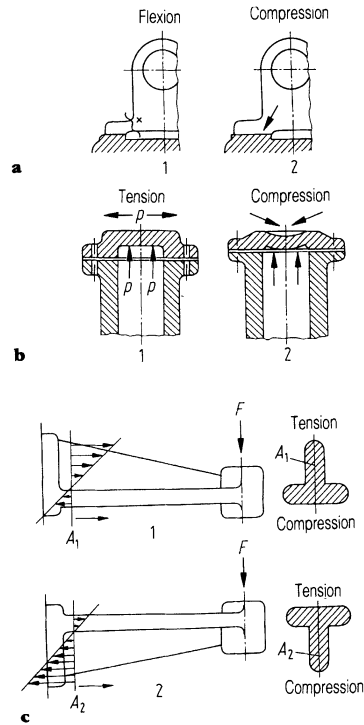 Flexion Compression
x
1 2
a
Tension Compression
p
p p
1 2
b
F
Tension
A1
A1
1
Compression
F
Tension
A2
A2
2
Compression
c